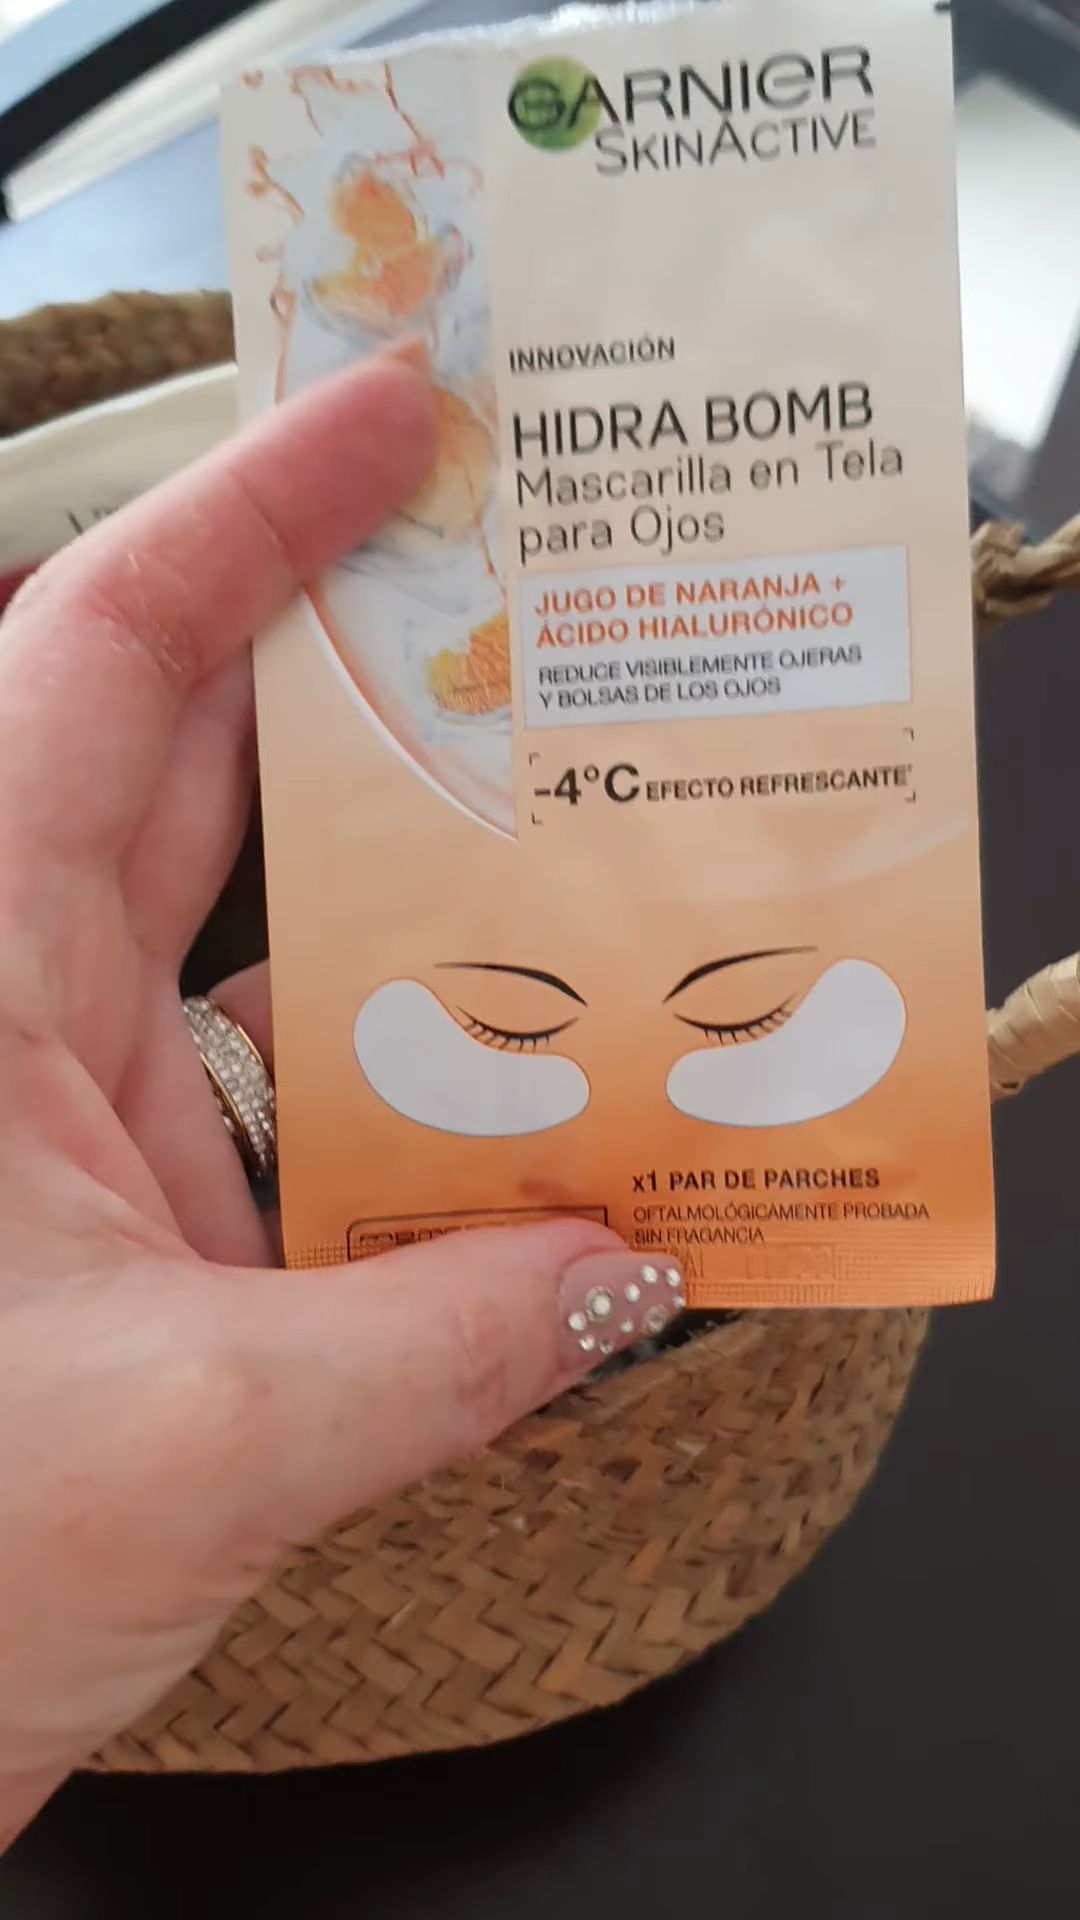 GARNIER
SKINACTIVE
INNOVACIÓN
HIDRA BOMB
Mascarilla en Tela
para Ojos
JUGO DE NARANJA +
ÁCIDO HIALURÓNICO
REDUCE VISIBLEMENTE OJERAS
Y BOLSAS DE LOS OJOS
-4°C EFECTO REFRESCANTE*
x1 PAR DE PARCHES
OFTALMOLÓGICAMENTE PROBADA
SIN FRAGANCIA